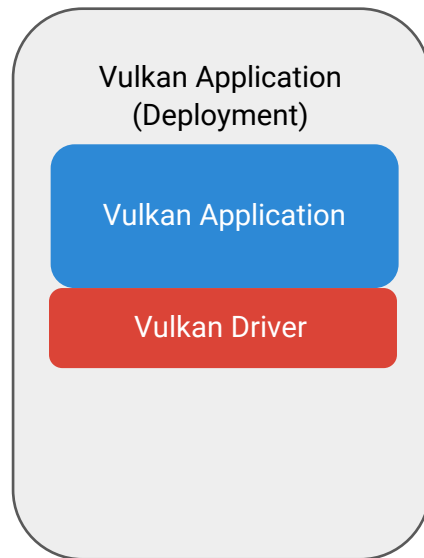 Vulkan Application
(Deployment)
Vulkan Application
Vulkan Driver